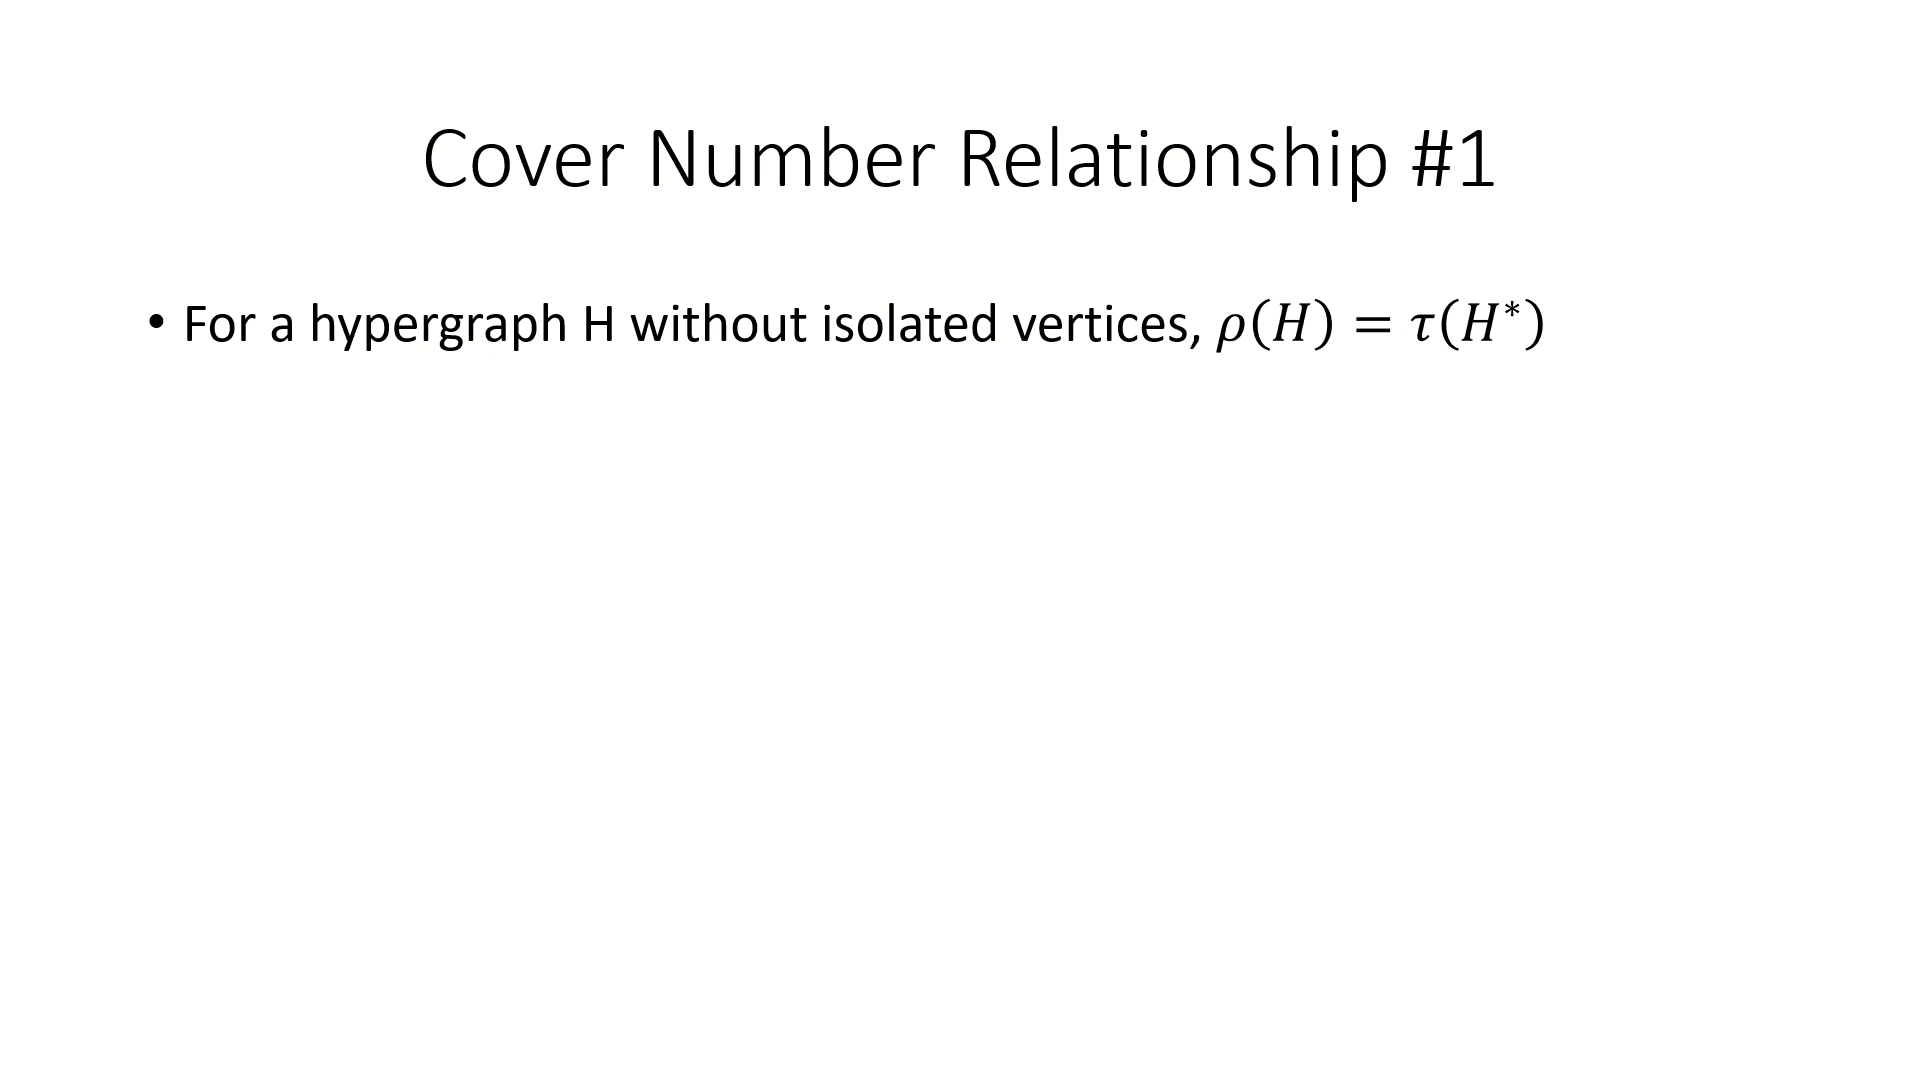 Cover Number Relationship #1
• For a hypergraph H without isolated vertices, 𝜌(𝐻) = 𝜏(𝐻*)